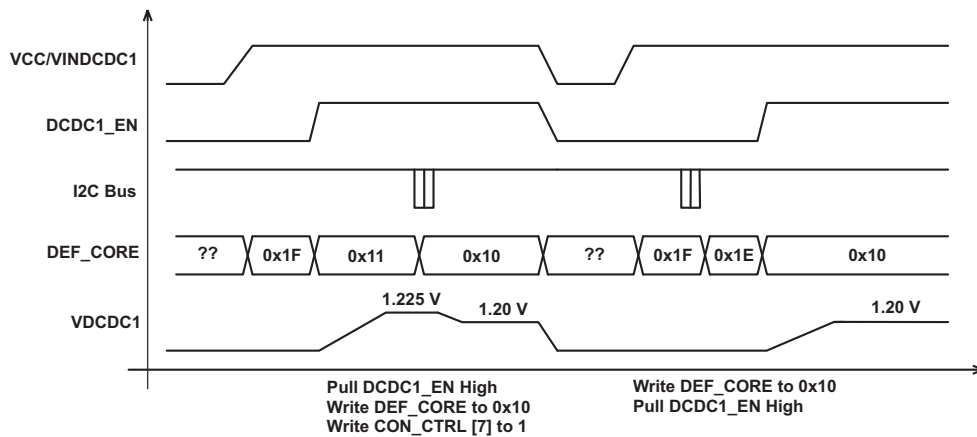 VCC/VINDCDC1
DCDC1_EN
I2C Bus
DEF_CORE
?? 0x1F 0x11 0x10 ?? 0x1F 0x1E 0x10
VDCDC1
1.225 V
1.20 V
1.20 V
Pull DCDC1_EN High
Write DEF_CORE to 0x10
Write CON_CTRL [7] to 1
Write DEF_CORE to 0x10
Pull DCDC1_EN High